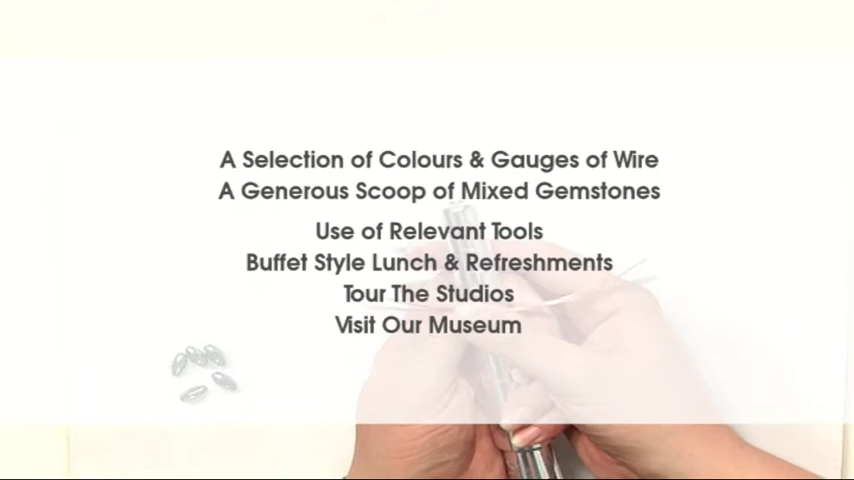 A Selection of Colours & Gauges of Wire
A Generous Scoop of Mixed Gemstones
Use of Relevant Tools
Buffet Style Lunch & Refreshments
Tour The Studios
Visit Our Museum